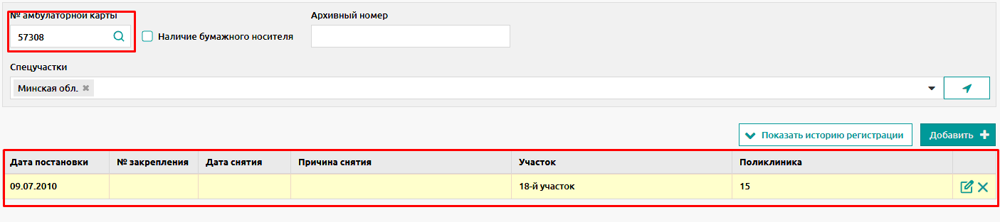 № амбулаторной карты
Архивный номер
57308
Наличие бумажного носителя
Спецучастки
Минская обл.
Показать историю регистрации
Добавить
Дата постановки № закрепления Дата снятия Причина снятия Участок Поликлиника
09.07.2010 18-й участок 15